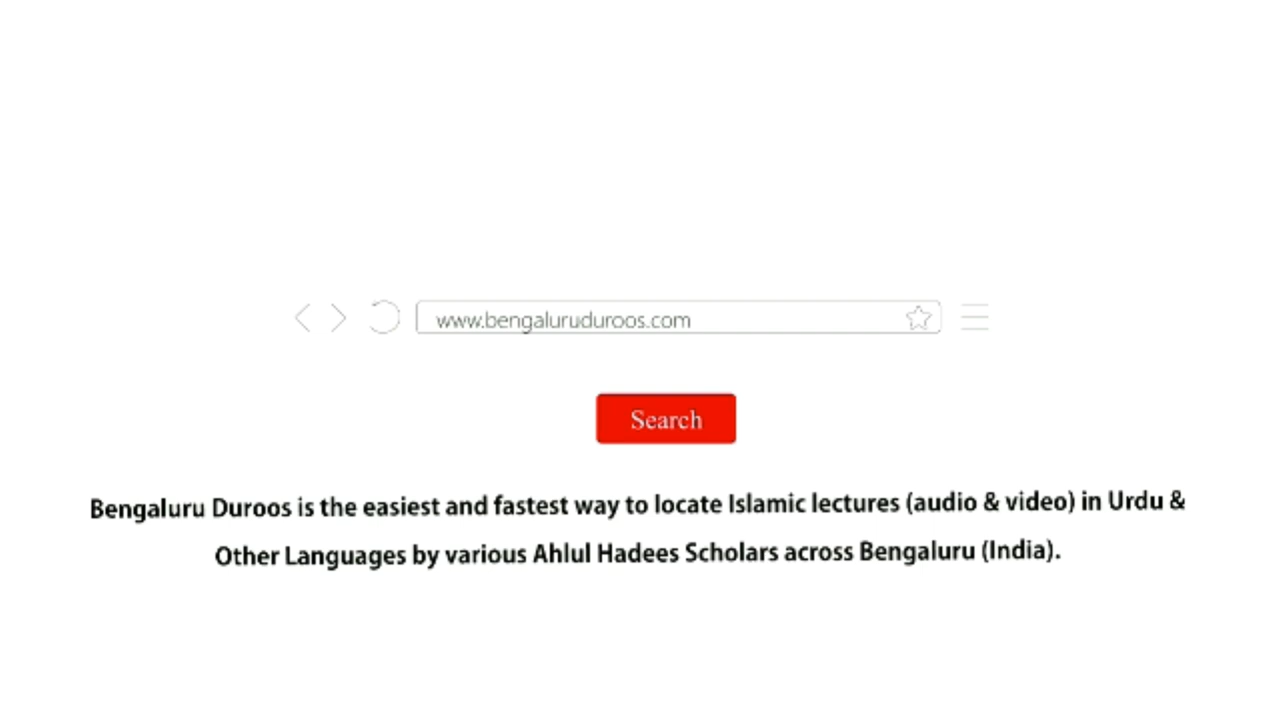 www.bengaluruduroos.com
Search
Bengaluru Duroos is the easiest and fastest way to locate Islamic lectures (audio & video) in Urdu &
Other Languages by various Ahlul Hadees Scholars across Bengaluru (India).